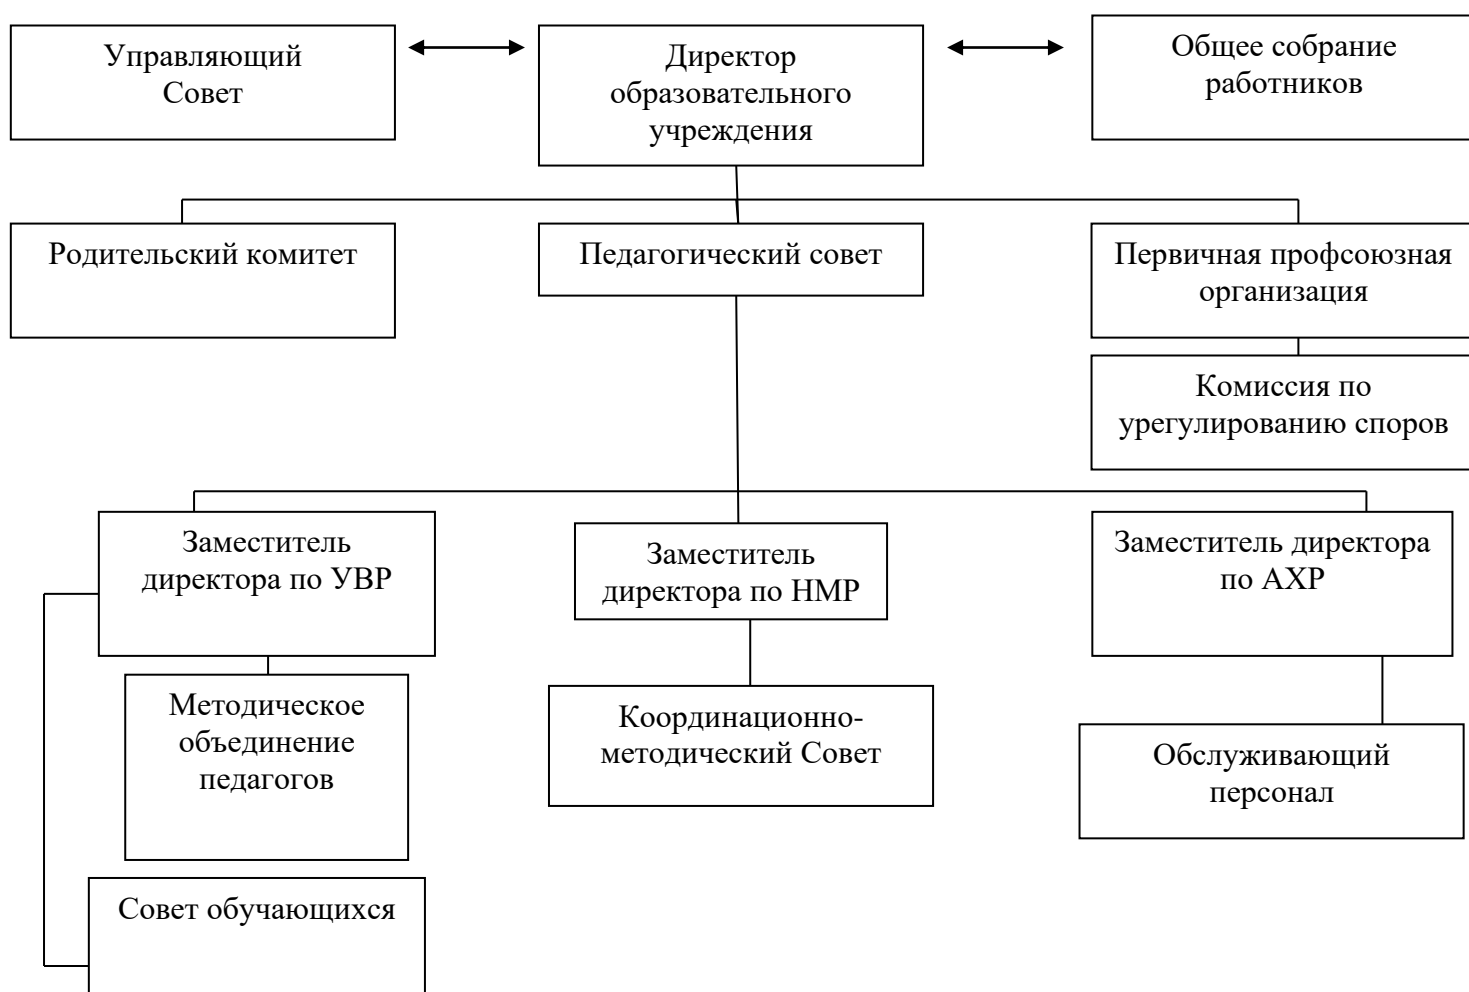 Управляющий
Совет
Директор
образовательного
учреждения
Общее собрание
работников
Родительский комитет
Педагогический совет
Первичная профсоюзная
организация
Комиссия по
урегулированию споров
Заместитель
директора по УВР
Заместитель
директора по НМР
Заместитель директора
по АХР
Методическое
объединение
педагогов
Координационно-
методический Совет
Обслуживающий
персонал
Совет обучающихся